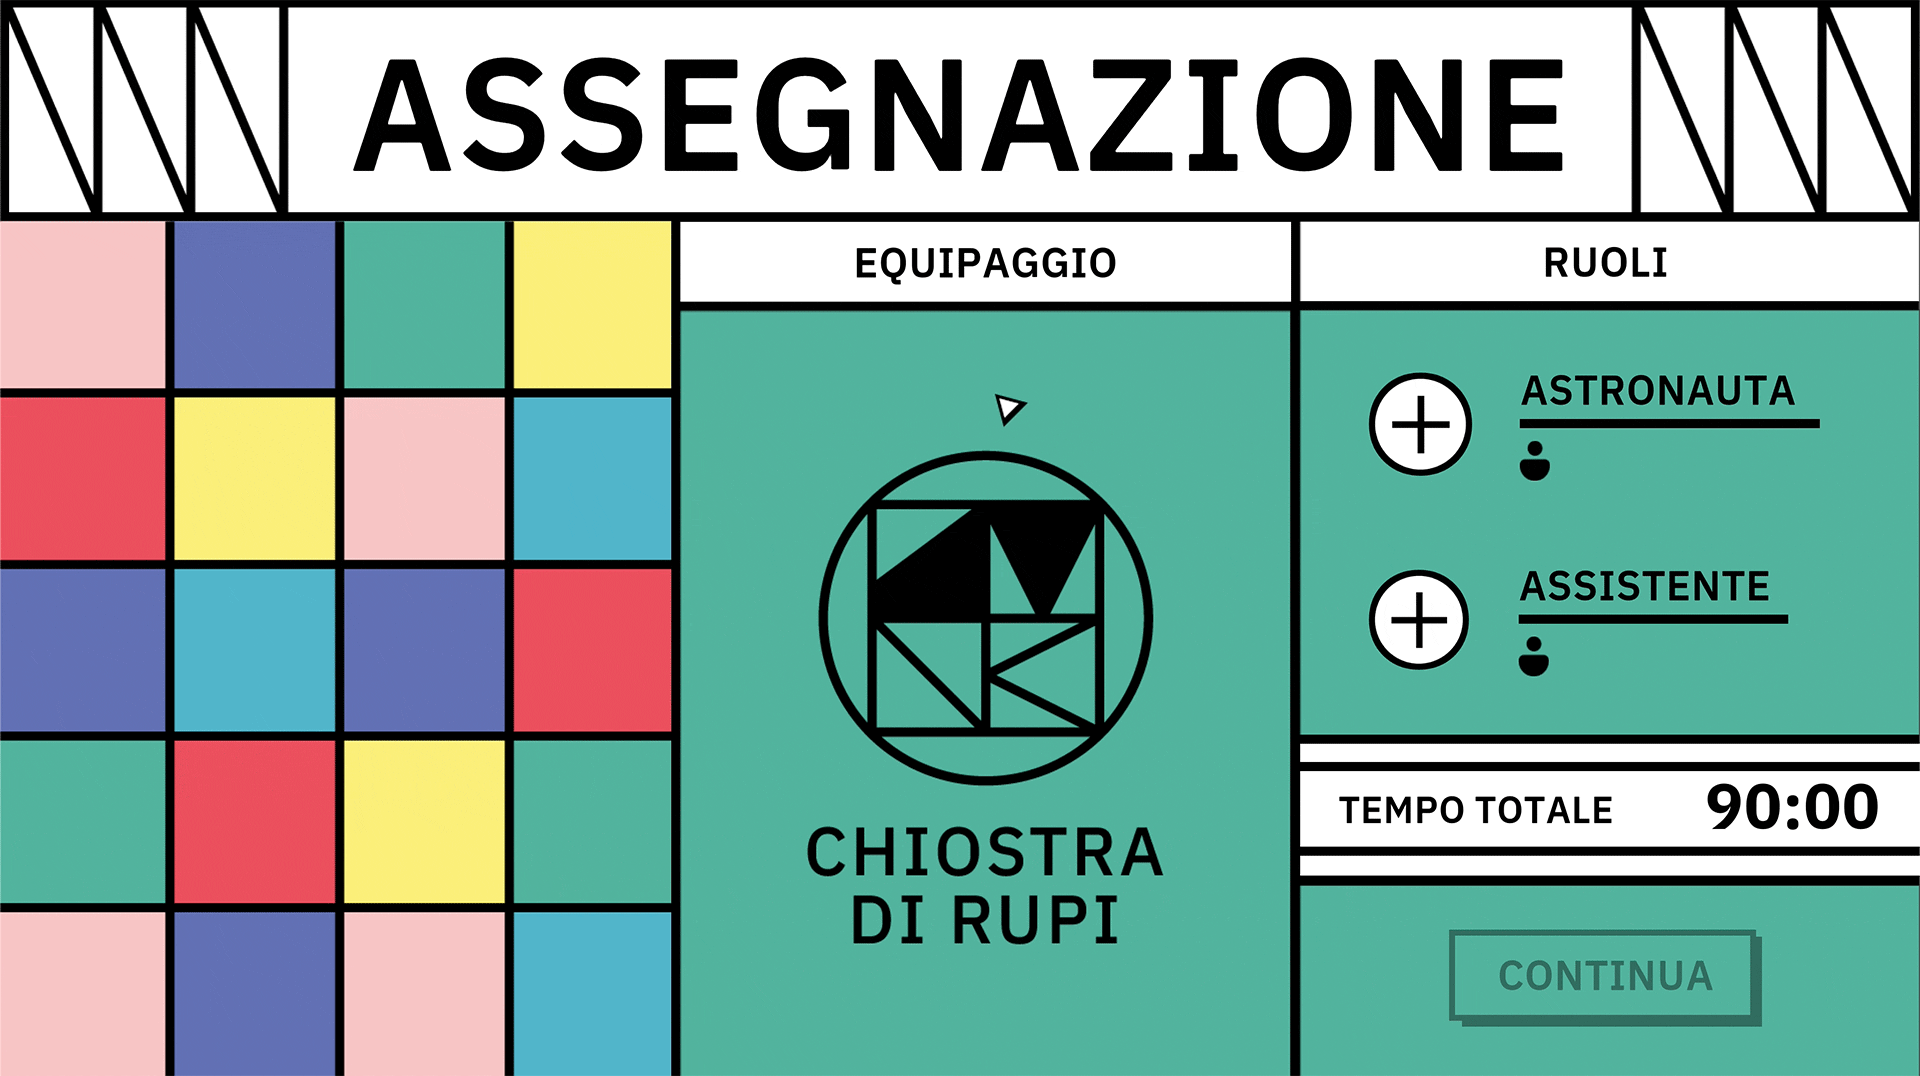 ASSEGNAZIONE
EQUIPAGGIO
CHIOSTRA
DI RUPI
RUOLI
ASTRONAUTA
ASSISTENTE
TEMPO TOTALE 90:00
CONTINUA